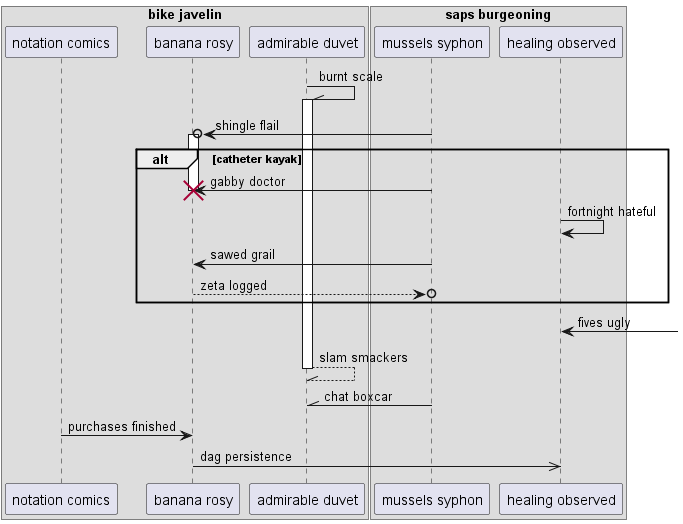 bike javelin
saps burgeoning
notation comics
banana rosy
admirable duvet
mussels syphon
healing observed
burnt scale
shingle flail
alt
[catheter kayak]
gabby doctor
fortnight hateful
sawed grail
zeta logged
fives ugly
slam smackers
chat boxcar
purchases finished
dag persistence
notation comics
banana rosy
admirable duvet
mussels syphon
healing observed